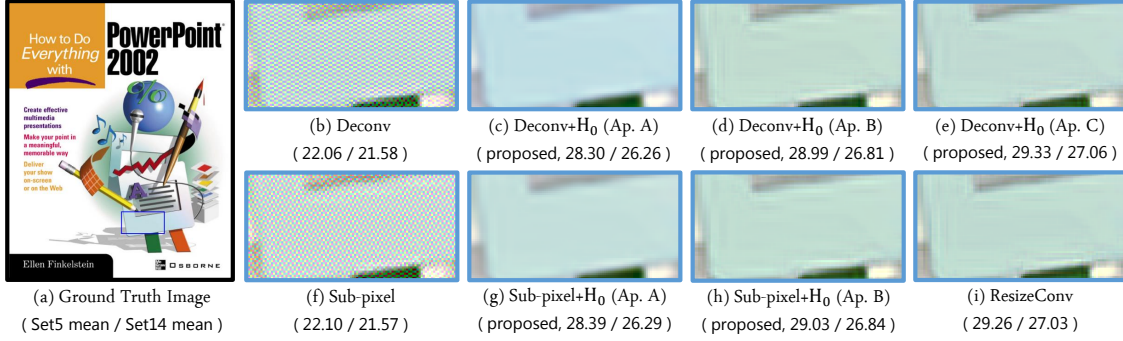 How to Do
Everything
with
PowerPoint
2002
Create effective
multimedia
presentations
Make your point in
a meaningful,
memorable way
Deliver
your show
on-screen
or on the Web
Ellen Finkelstein
OSBORNE
(a) Ground Truth Image
( Set5 mean / Set14 mean )
(b) Deconv
( 22.06 / 21.58 )
(c) Deconv+H₀ (Ap. A)
( proposed, 28.30 / 26.26 )
(d) Deconv+H₀ (Ap. B)
( proposed, 28.99 / 26.81 )
(e) Deconv+H₀ (Ap. C)
( proposed, 29.33 / 27.06 )
(f) Sub-pixel
( 22.10 / 21.57 )
(g) Sub-pixel+H₀ (Ap. A)
( proposed, 28.39 / 26.29 )
(h) Sub-pixel+H₀ (Ap. B)
( proposed, 29.03 / 26.84 )
(i) ResizeConv
( 29.26 / 27.03 )